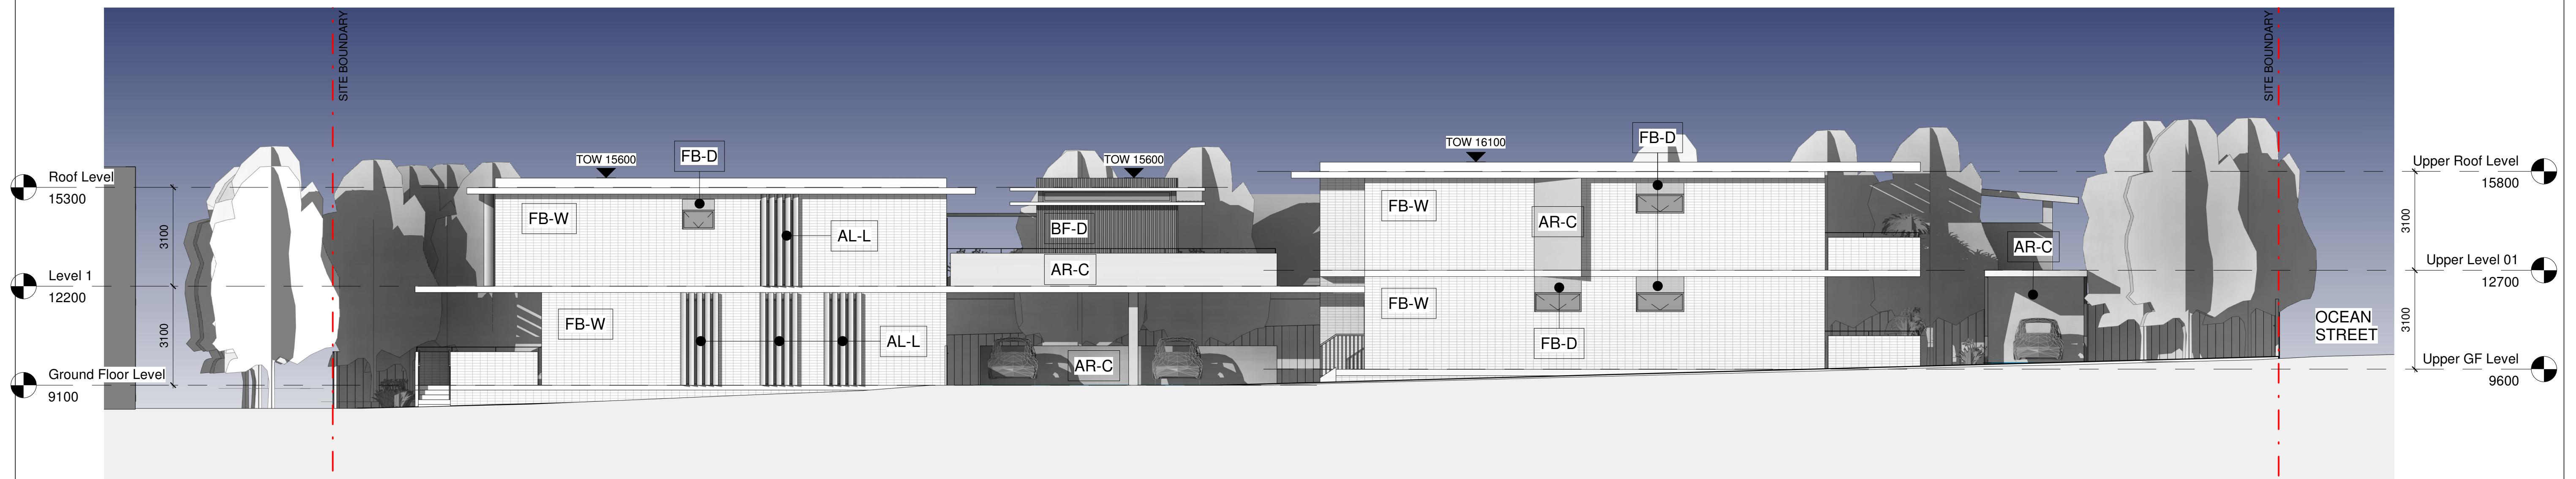 SITE BOUNDARY
SITE BOUNDARY
Roof Level
15300
3100
Level 1
12200
3100
Ground Floor Level
9100
TOW 15600
FB-D
FB-W
AL-L
FB-W
AL-L
TOW 15600
BF-D
AR-C
AR-C
TOW 16100
FB-D
FB-W
AR-C
FB-W
FB-D
AR-C
OCEAN
STREET
Upper Roof Level
15800
3100
Upper Level 01
12700
3100
Upper GF Level
9600